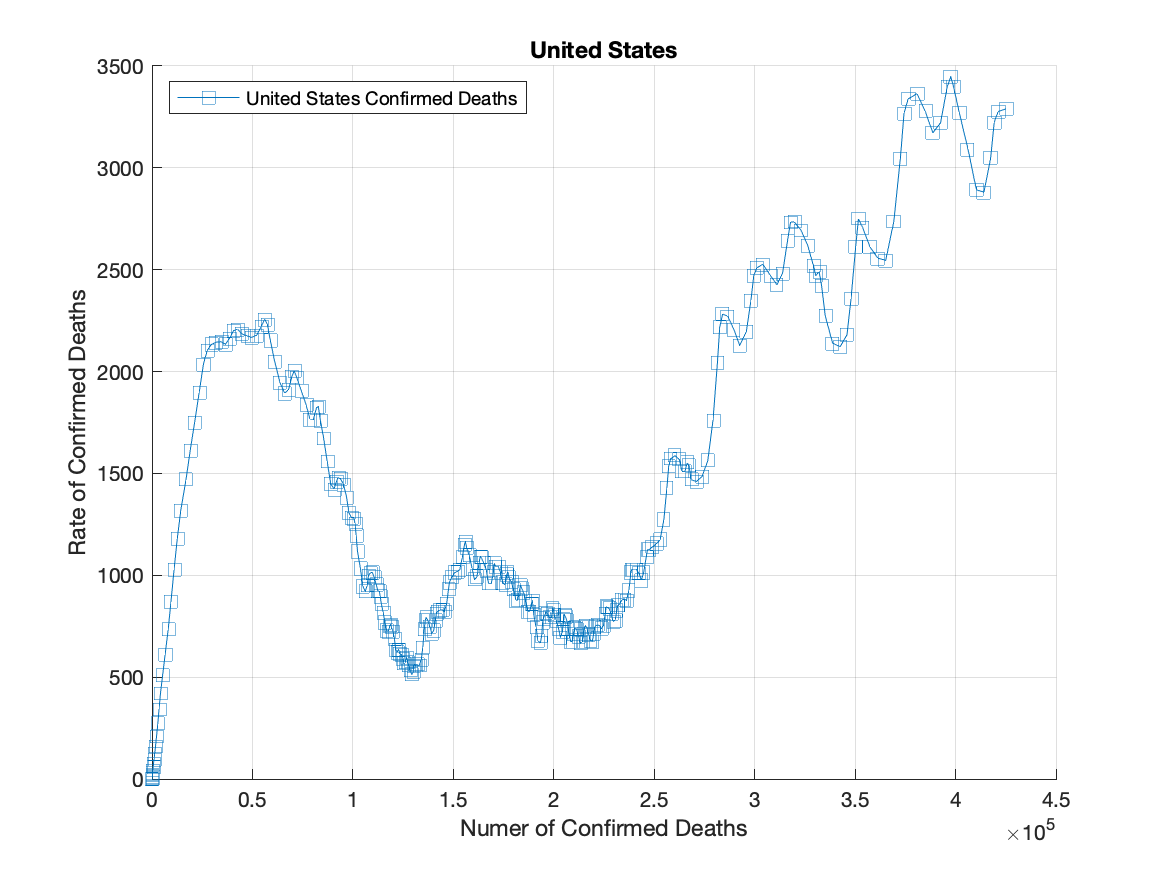 United States
United States Confirmed Deaths
3500
3000
2500
2000
1500
1000
500
0
Rate of Confirmed Deaths
0 0.5 1 1.5 2 2.5 3 3.5 4 4.5
×10^5
Numer of Confirmed Deaths